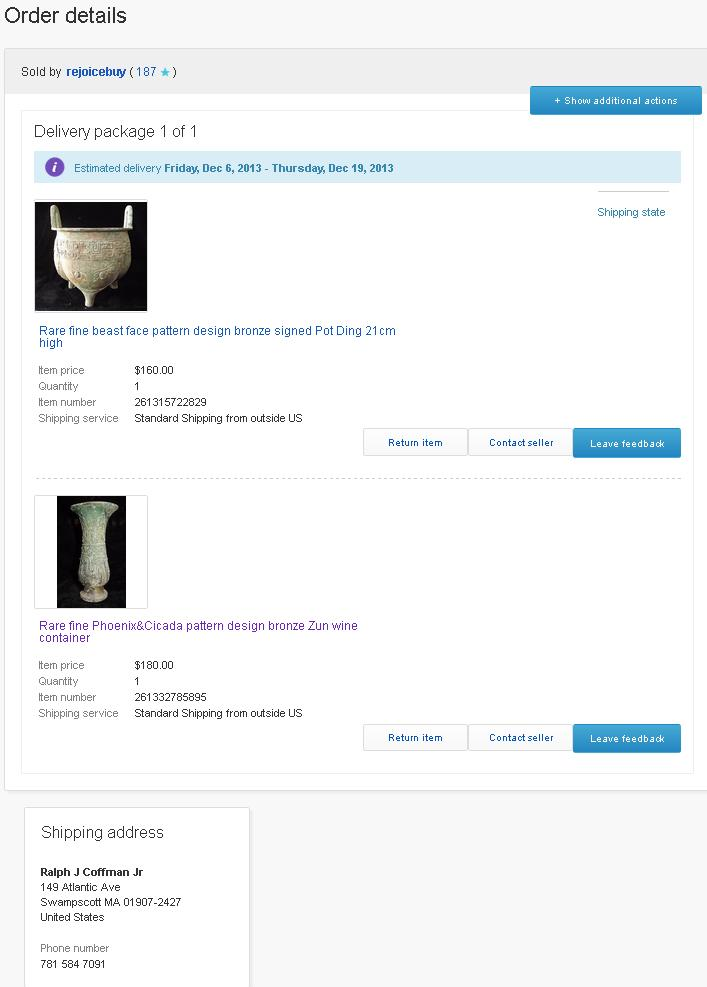 Order details
Sold by rejoicebuy ( 187 ★ )
+ Show additional actions
Delivery package 1 of 1
i Estimated delivery Friday, Dec 6, 2013 - Thursday, Dec 19, 2013
Shipping state
Rare fine beast face pattern design bronze signed Pot Ding 21cm
high
Item price $160.00
Quantity 1
Item number 261315722829
Shipping service Standard Shipping from outside US
Return item Contact seller Leave feedback
Rare fine Phoenix&Cicada pattern design bronze Zun wine
container
Item price $180.00
Quantity 1
Item number 261332785895
Shipping service Standard Shipping from outside US
Return item Contact seller Leave feedback
Shipping address
Ralph J Coffman Jr
149 Atlantic Ave
Swampscott MA 01907-2427
United States
Phone number
781 584 7091